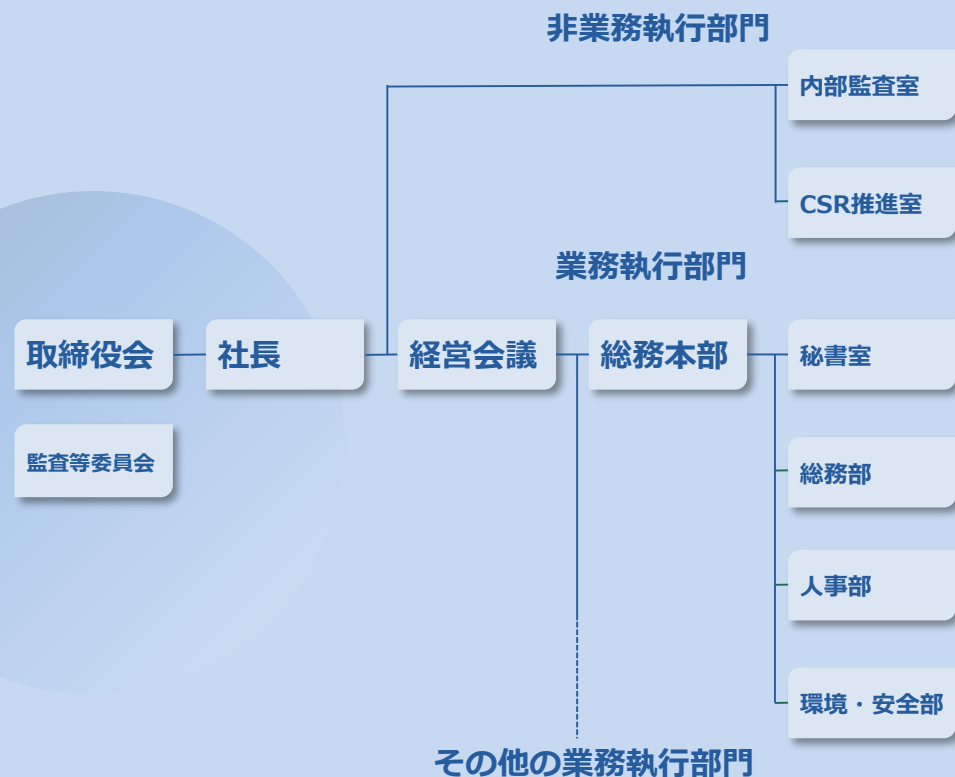 非業務執行部門
内部監査室
CSR推進室
業務執行部門
取締役会
社長
経営会議
総務本部
秘書室
監査等委員会
総務部
人事部
環境・安全部
その他の業務執行部門